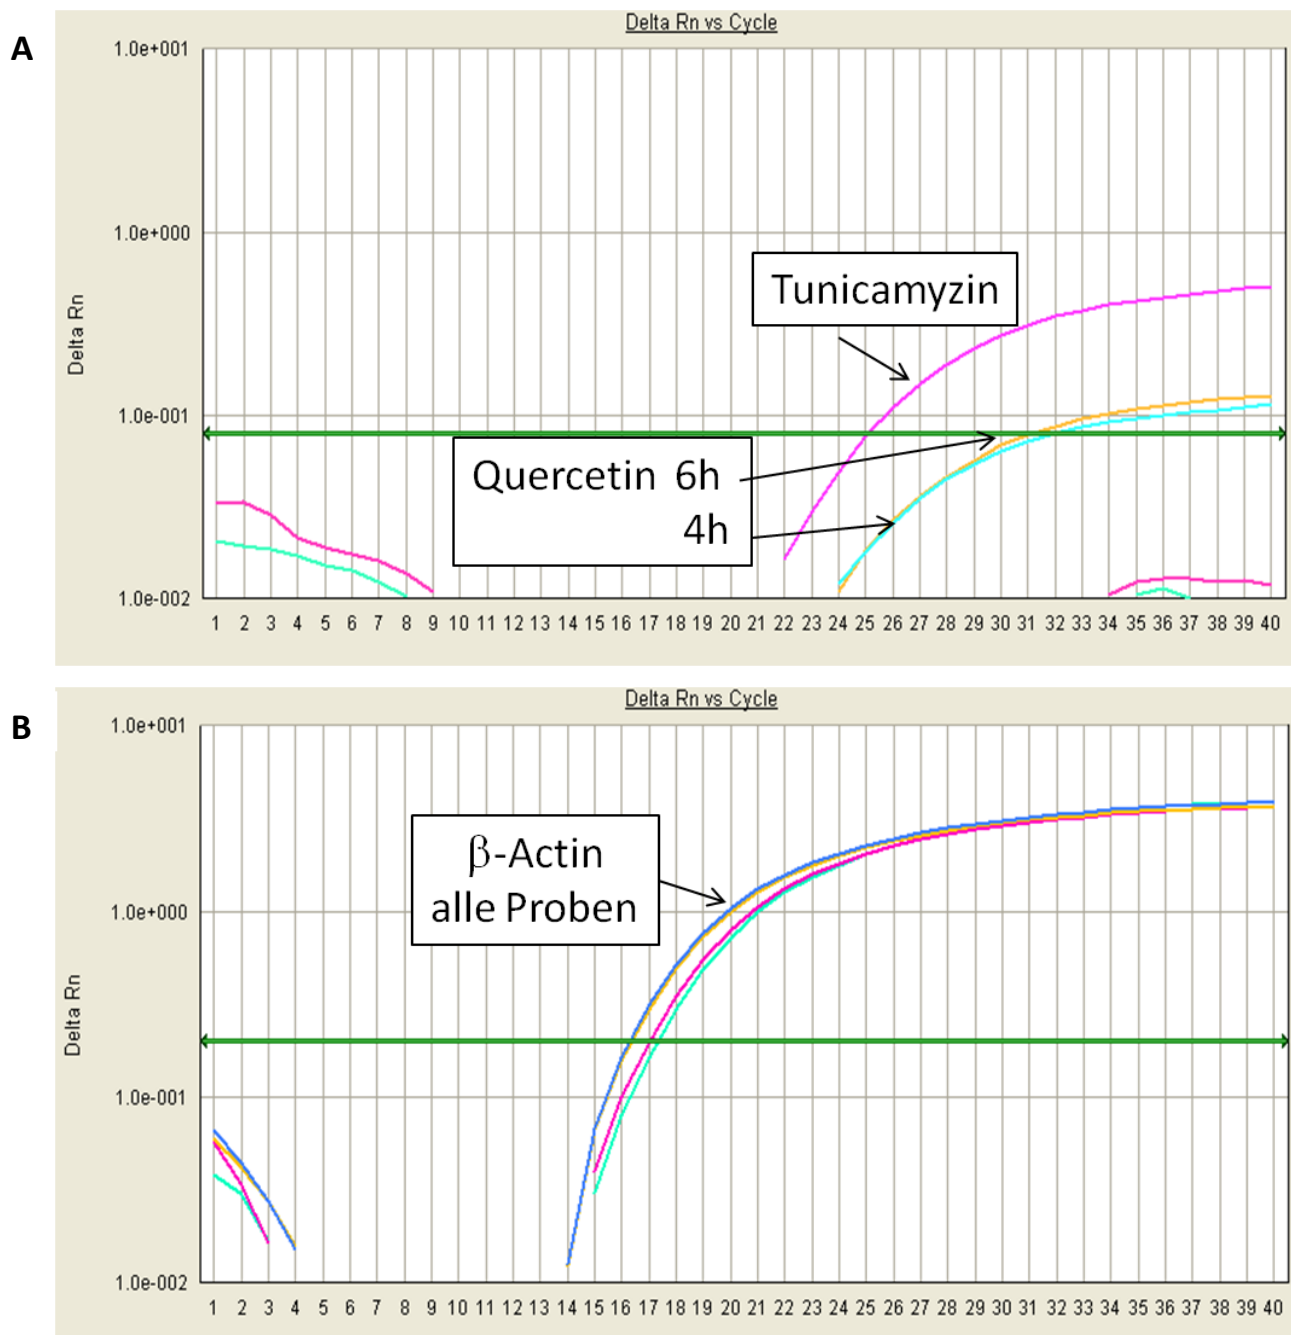 A
Delta Rn vs Cycle
1.0e+001
1.0e+000
1.0e-001
1.0e-002
Delta Rn
Tunicamyzin
Quercetin 6h
4h
1 2 3 4 5 6 7 8 9 10 11 12 13 14 15 16 17 18 19 20 21 22 23 24 25 26 27 28 29 30 31 32 33 34 35 36 37 38 39 40
B
Delta Rn vs Cycle
1.0e+001
1.0e+000
1.0e-001
1.0e-002
Delta Rn
β-Actin
alle Proben
1 2 3 4 5 6 7 8 9 10 11 12 13 14 15 16 17 18 19 20 21 22 23 24 25 26 27 28 29 30 31 32 33 34 35 36 37 38 39 40